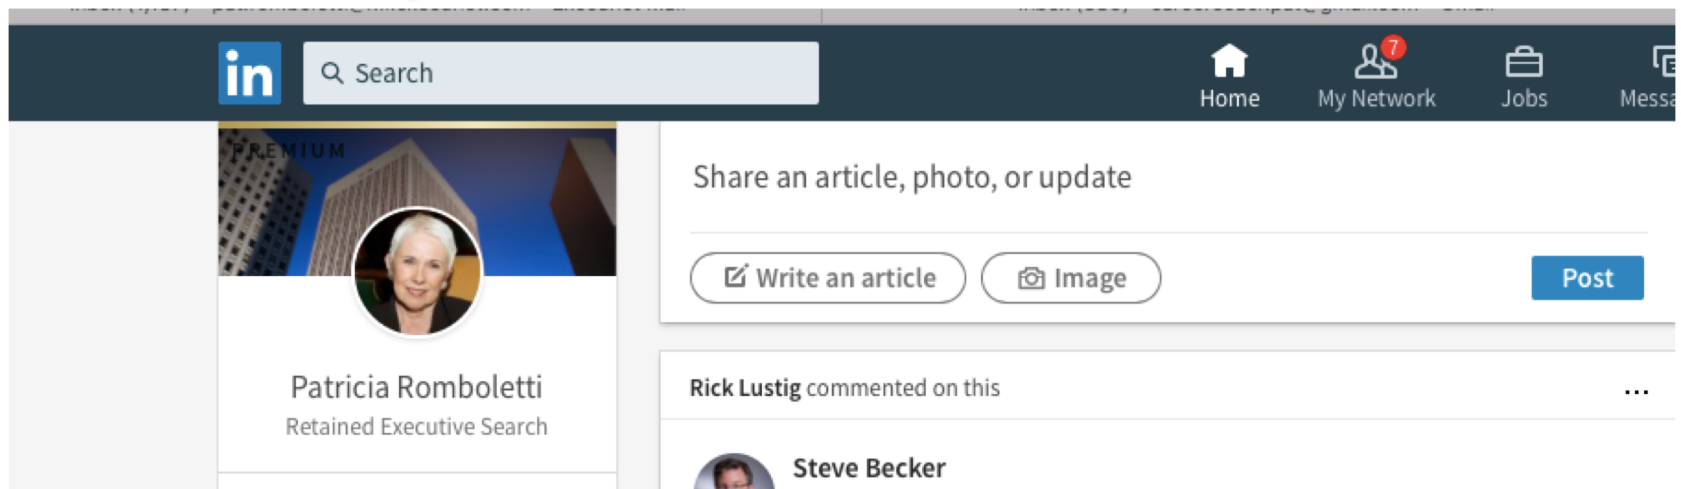 in
Search
7
Home
My Network
Jobs
Messa
PREMIUM
Share an article, photo, or update
Write an article
Image
Post
Patricia Romboletti
Retained Executive Search
Rick Lustig commented on this
...
Steve Becker